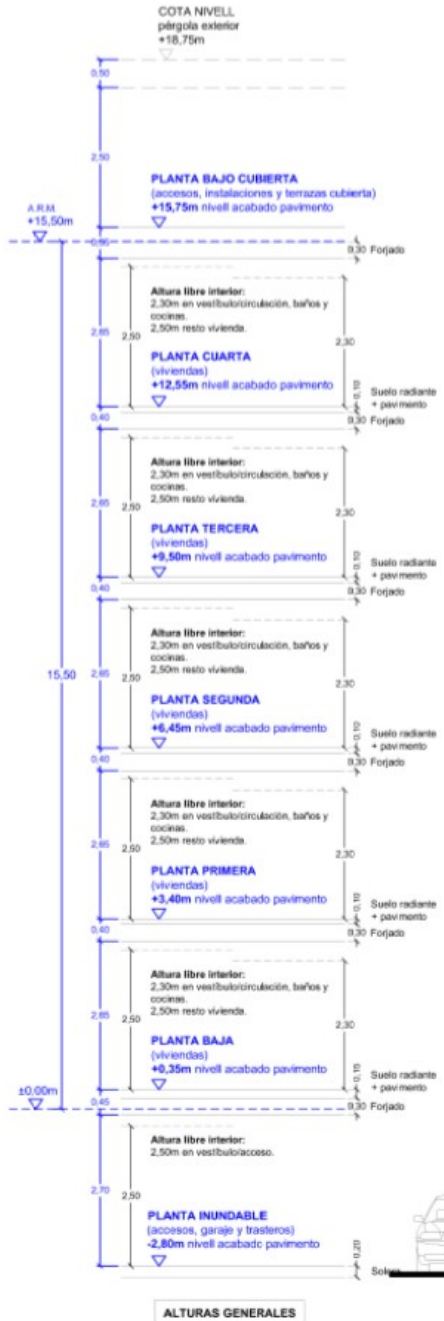 COTA NIVELL
pérgola exterior
+18,75m
0,50
2,50
PLANTA BAJO CUBIERTA
(accesos, instalaciones y terrazas cubierta)
+15,75m nivell acabado pavimento
A.R.M.
+15,50m
0,30 Forjado
Altura libre interior:
2,30m en vestíbulo/circulación, baños y
cocinas.
2,50m resto vivienda.
2,65
2,50
2,30
PLANTA CUARTA
(viviendas)
+12,55m nivell acabado pavimento
0,10
Suelo radiante
+ pavimento
0,40
0,30 Forjado
Altura libre interior:
2,30m en vestíbulo/circulación, baños y
cocinas.
2,50m resto vivienda.
2,65
2,50
2,30
PLANTA TERCERA
(viviendas)
+9,50m nivell acabado pavimento
0,10
Suelo radiante
+ pavimento
0,40
0,30 Forjado
Altura libre interior:
2,30m en vestíbulo/circulación, baños y
cocinas.
2,50m resto vivienda.
15,50
2,65
2,50
2,30
PLANTA SEGUNDA
(viviendas)
+6,45m nivell acabado pavimento
0,10
Suelo radiante
+ pavimento
0,40
0,30 Forjado
Altura libre interior:
2,30m en vestíbulo/circulación, baños y
cocinas.
2,50m resto vivienda.
2,65
2,50
2,30
PLANTA PRIMERA
(viviendas)
+3,40m nivell acabado pavimento
0,10
Suelo radiante
+ pavimento
0,40
0,30 Forjado
Altura libre interior:
2,30m en vestíbulo/circulación, baños y
cocinas.
2,50m resto vivienda.
2,65
2,50
2,30
PLANTA BAJA
(viviendas)
+0,35m nivell acabado pavimento
0,15
Suelo radiante
+ pavimento
±0,00m
0,45
0,30 Forjado
Altura libre interior:
2,50m en vestíbulo/acceso.
2,70
2,50
PLANTA INUNDABLE
(accesos, garaje y trasteros)
-2,80m nivell acabado pavimento
0,20
Solera
ALTURAS GENERALES